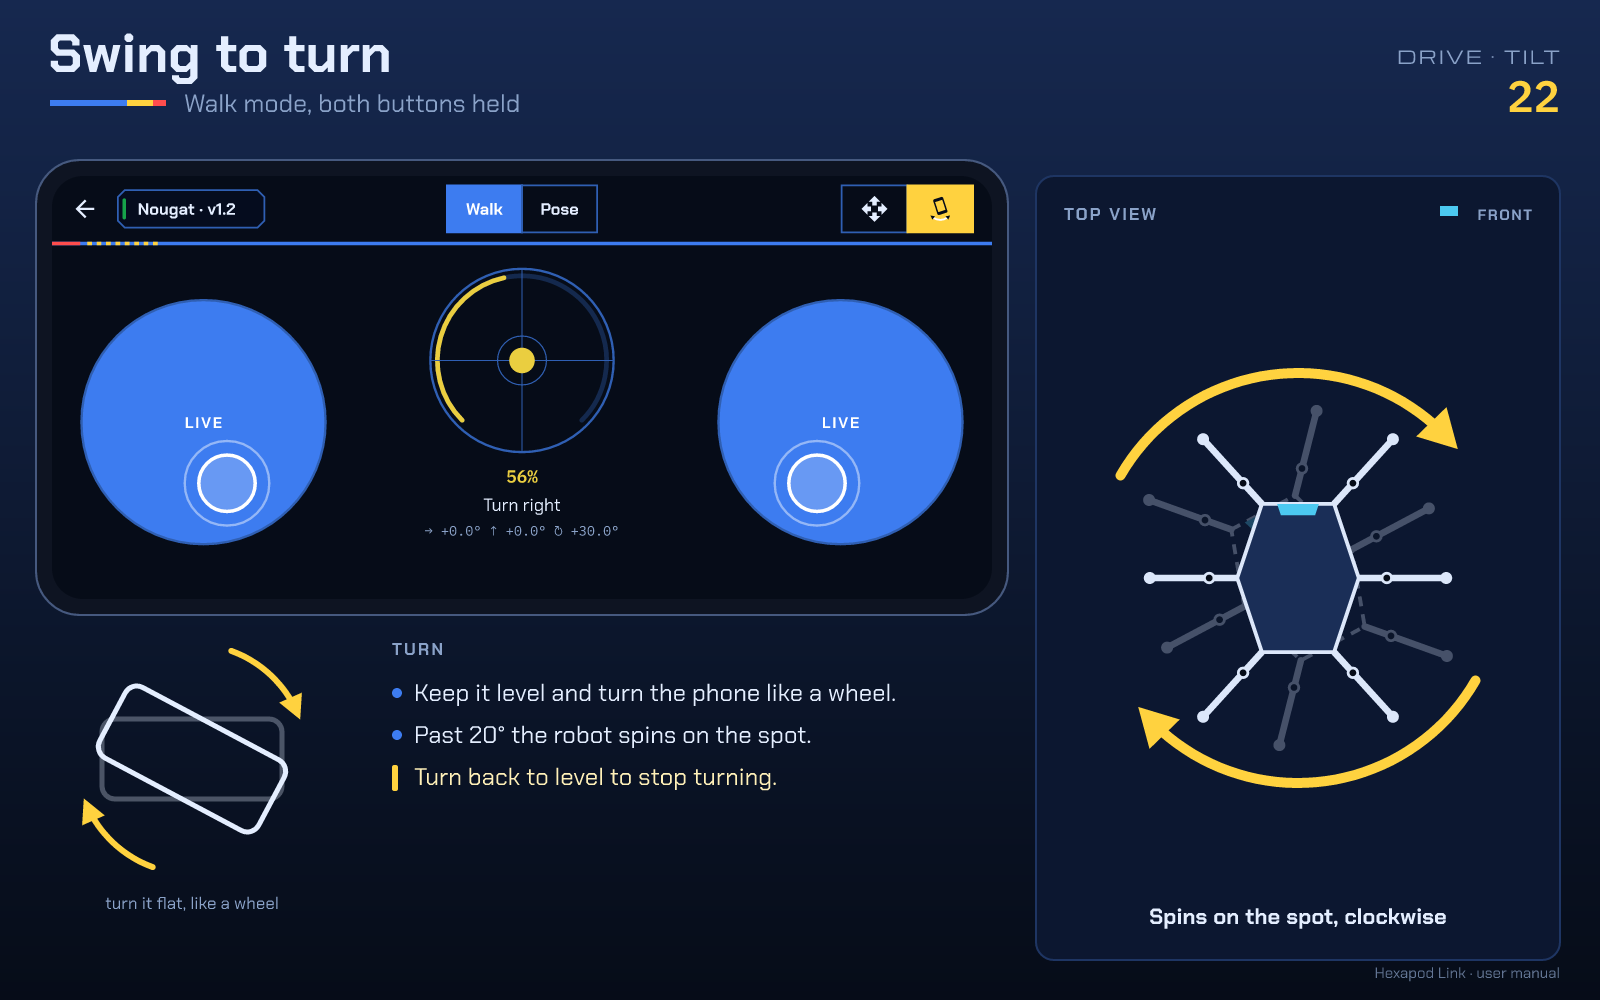 Swing to turn
Walk mode, both buttons held
DRIVE · TILT
22
Nougat · v1.2
Walk
Pose
LIVE
LIVE
56%
Turn right
→ +0.0° ↑ +0.0° ↻ +30.0°
TOP VIEW
FRONT
Spins on the spot, clockwise
TURN
Keep it level and turn the phone like a wheel.
Past 20° the robot spins on the spot.
Turn back to level to stop turning.
turn it flat, like a wheel
Hexapod Link · user manual